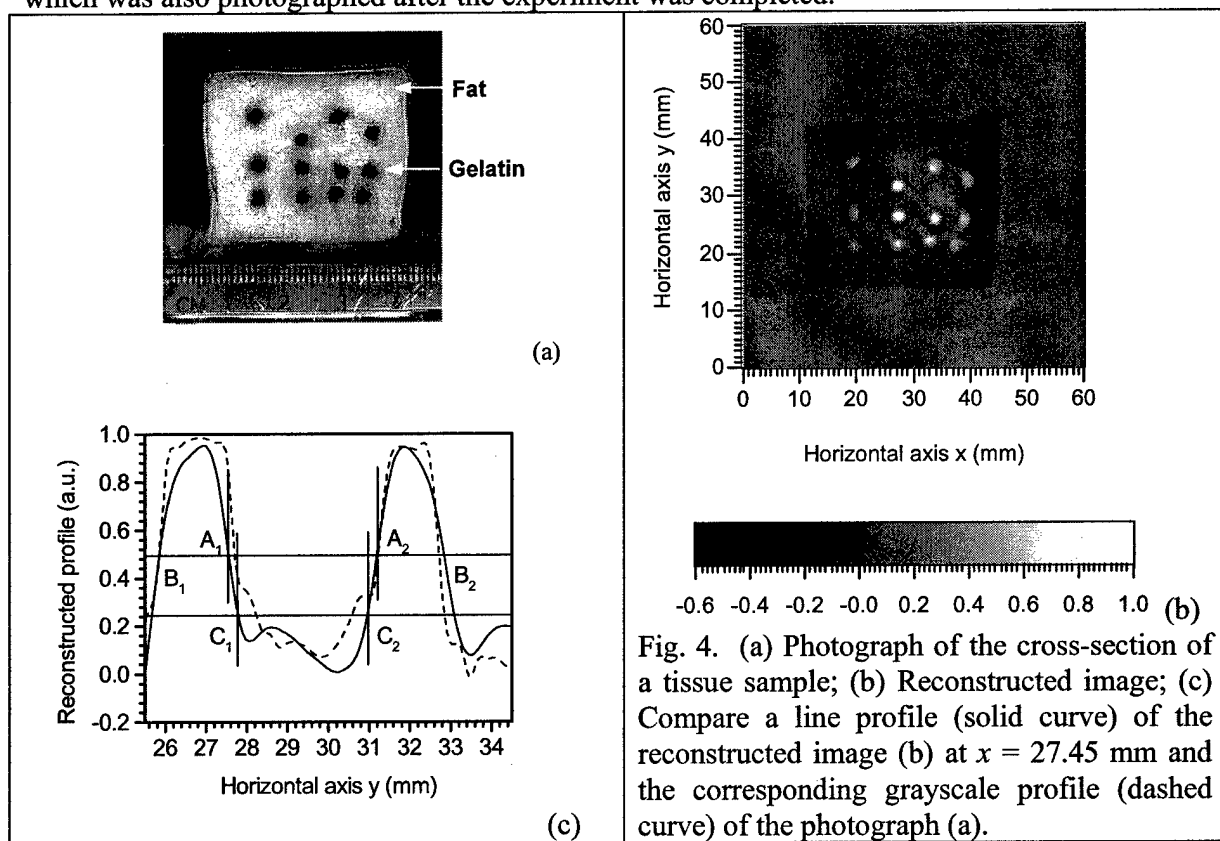 which was also photographed after the experiment was completed.
Fat
Gelatin
CM
(a)
60
50
40
30
20
10
0
Horizontal axis y (mm)
0 10 20 30 40 50 60
Horizontal axis x (mm)
-0.6 -0.4 -0.2 -0.0 0.2 0.4 0.6 0.8 1.0
(b)
1.0
0.8
0.6
0.4
0.2
0.0
-0.2
Reconstructed profile (a.u.)
A1
A2
B1
B2
C1
C2
26 27 28 29 30 31 32 33 34
Horizontal axis y (mm)
(c)
Fig. 4. (a) Photograph of the cross-section of
a tissue sample; (b) Reconstructed image; (c)
Compare a line profile (solid curve) of the
reconstructed image (b) at x = 27.45 mm and
the corresponding grayscale profile (dashed
curve) of the photograph (a).